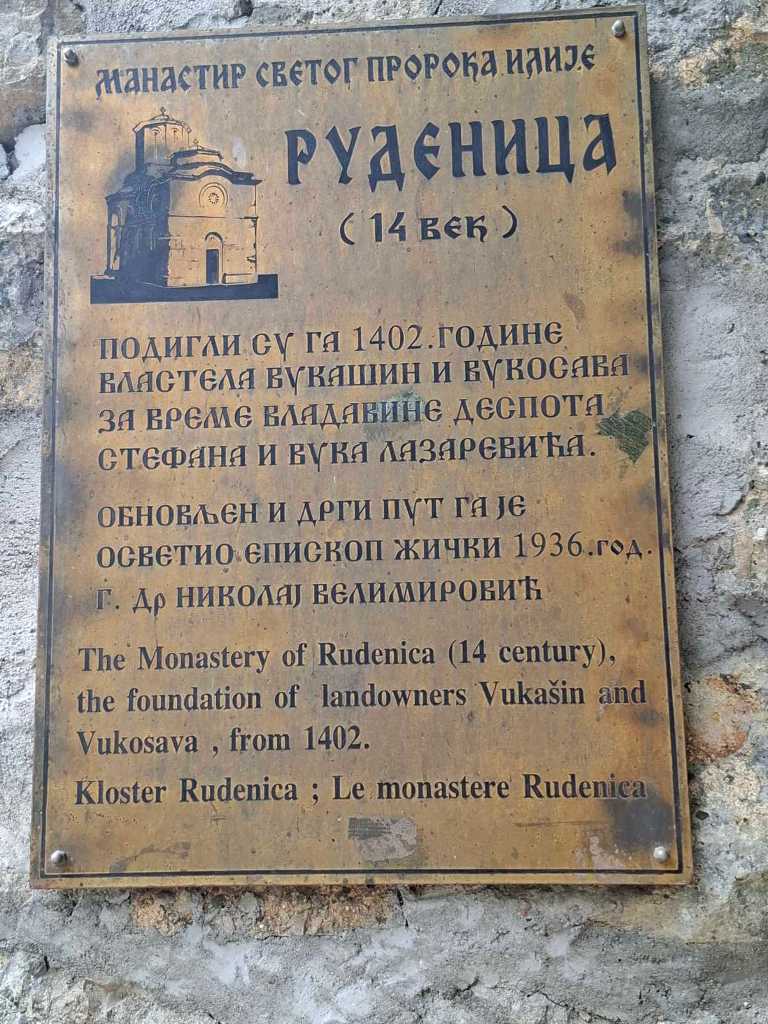 МАНАСТИР СВЕТОГ ПРОРОКА ИЛИЈЕ
РУДЕНИЦА
(14 ВЕК)
ПОДИГЛИ СУ ГА 1402.ГОДИНЕ
ВЛАСТЕЛА ВУКАШИН И ВУКОСАВА
ЗА ВРЕМЕ ВЛАДАВИНЕ ДЕСПОТА
СТЕФАНА И ВУКА ЛАЗАРЕВИЋА.
ОБНОВЉЕН И ДРГИ ПУТ ГА ЈЕ
ОСВЕТИО ЕПИСКОП ЖИЧКИ 1936.год.
Г. Др НИКОЛАЈ ВЕЛИМИРОВИЋ
The Monastery of Rudenica (14 century),
the foundation of landowners Vukašin and
Vukosava , from 1402.
Kloster Rudenica ; Le monastere Rudenica